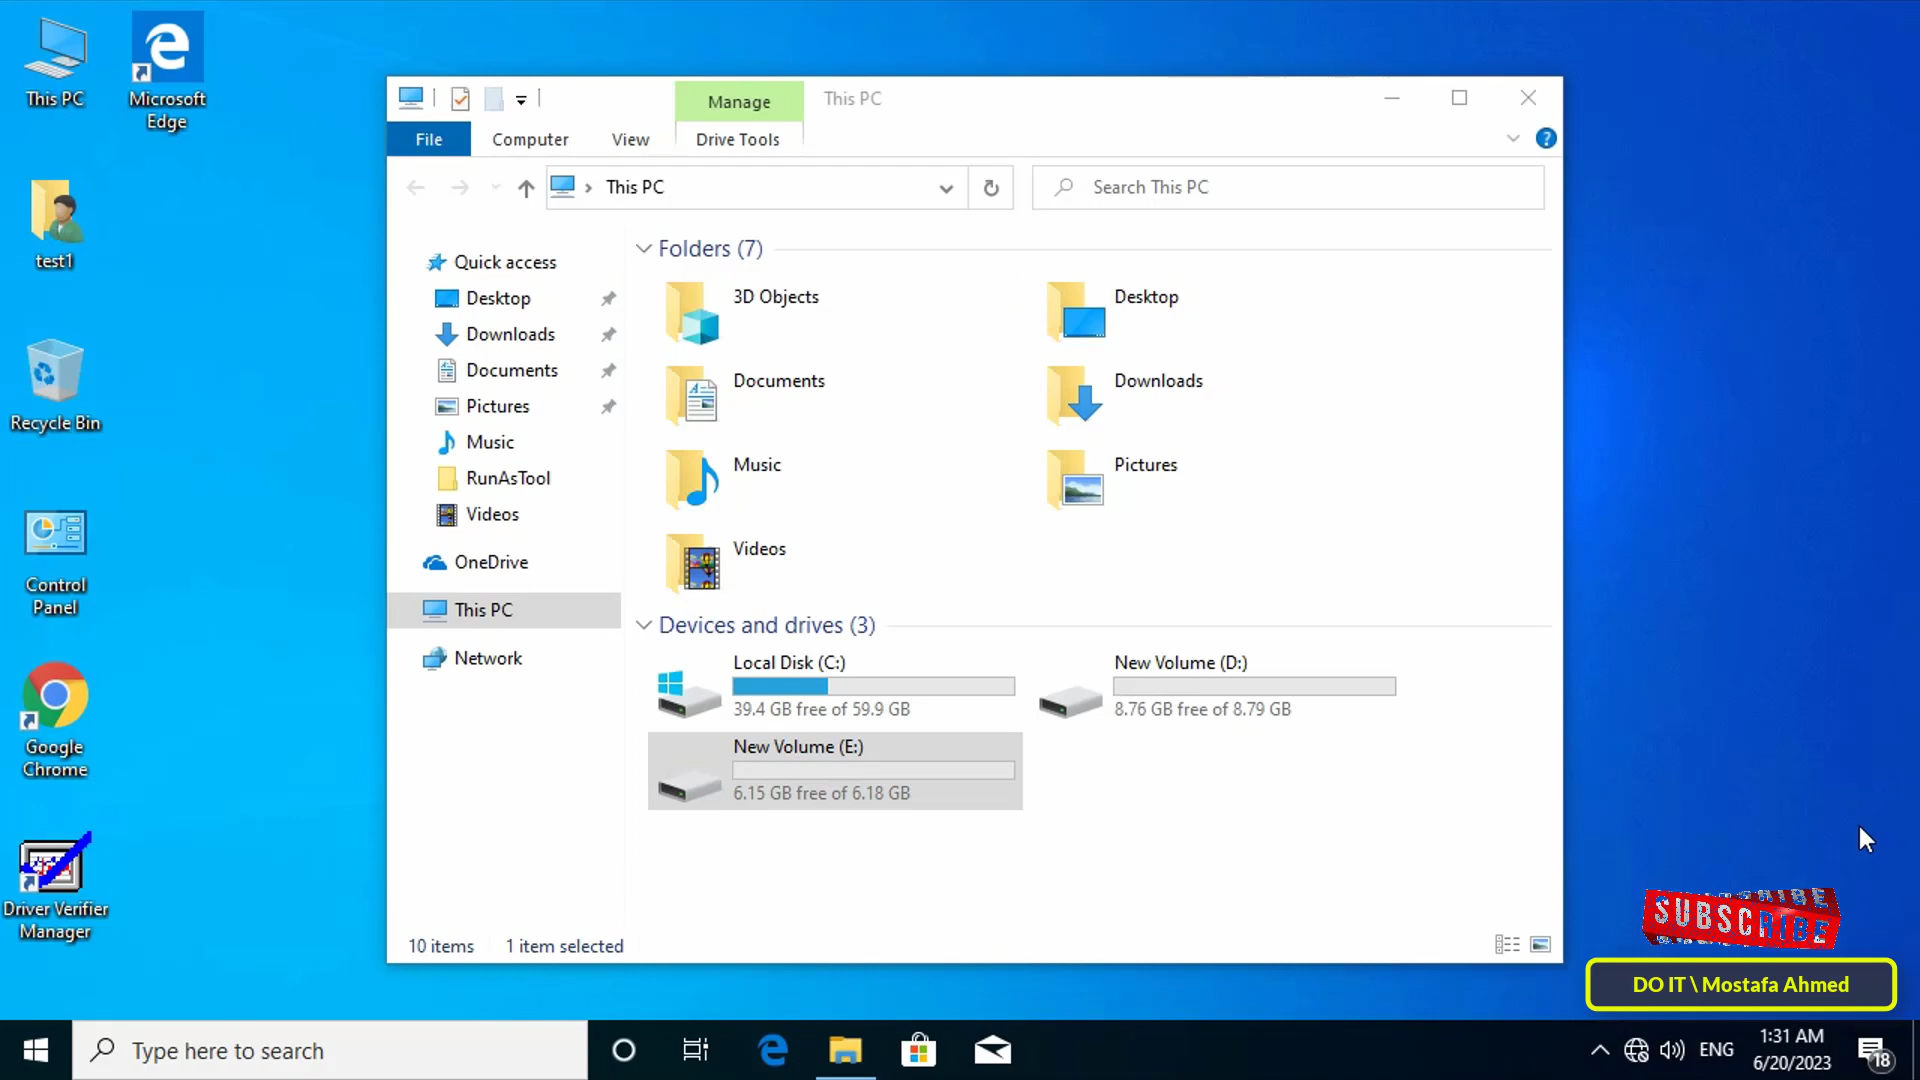 This PC
Microsoft
Edge
test1
Recycle Bin
Control
Panel
Google
Chrome
Driver Verifier
Manager
Manage
This PC
File
Computer
View
Drive Tools
This PC
Search This PC
Quick access
Desktop
Downloads
Documents
Pictures
Music
RunAsTool
Videos
OneDrive
This PC
Network
Folders (7)
3D Objects
Desktop
Documents
Downloads
Music
Pictures
Videos
Devices and drives (3)
Local Disk (C:)
39.4 GB free of 59.9 GB
New Volume (D:)
8.76 GB free of 8.79 GB
New Volume (E:)
6.15 GB free of 6.18 GB
10 items
1 item selected
SUBSCRIBE
DO IT \ Mostafa Ahmed
Type here to search
ENG
1:31 AM
6/20/2023
18